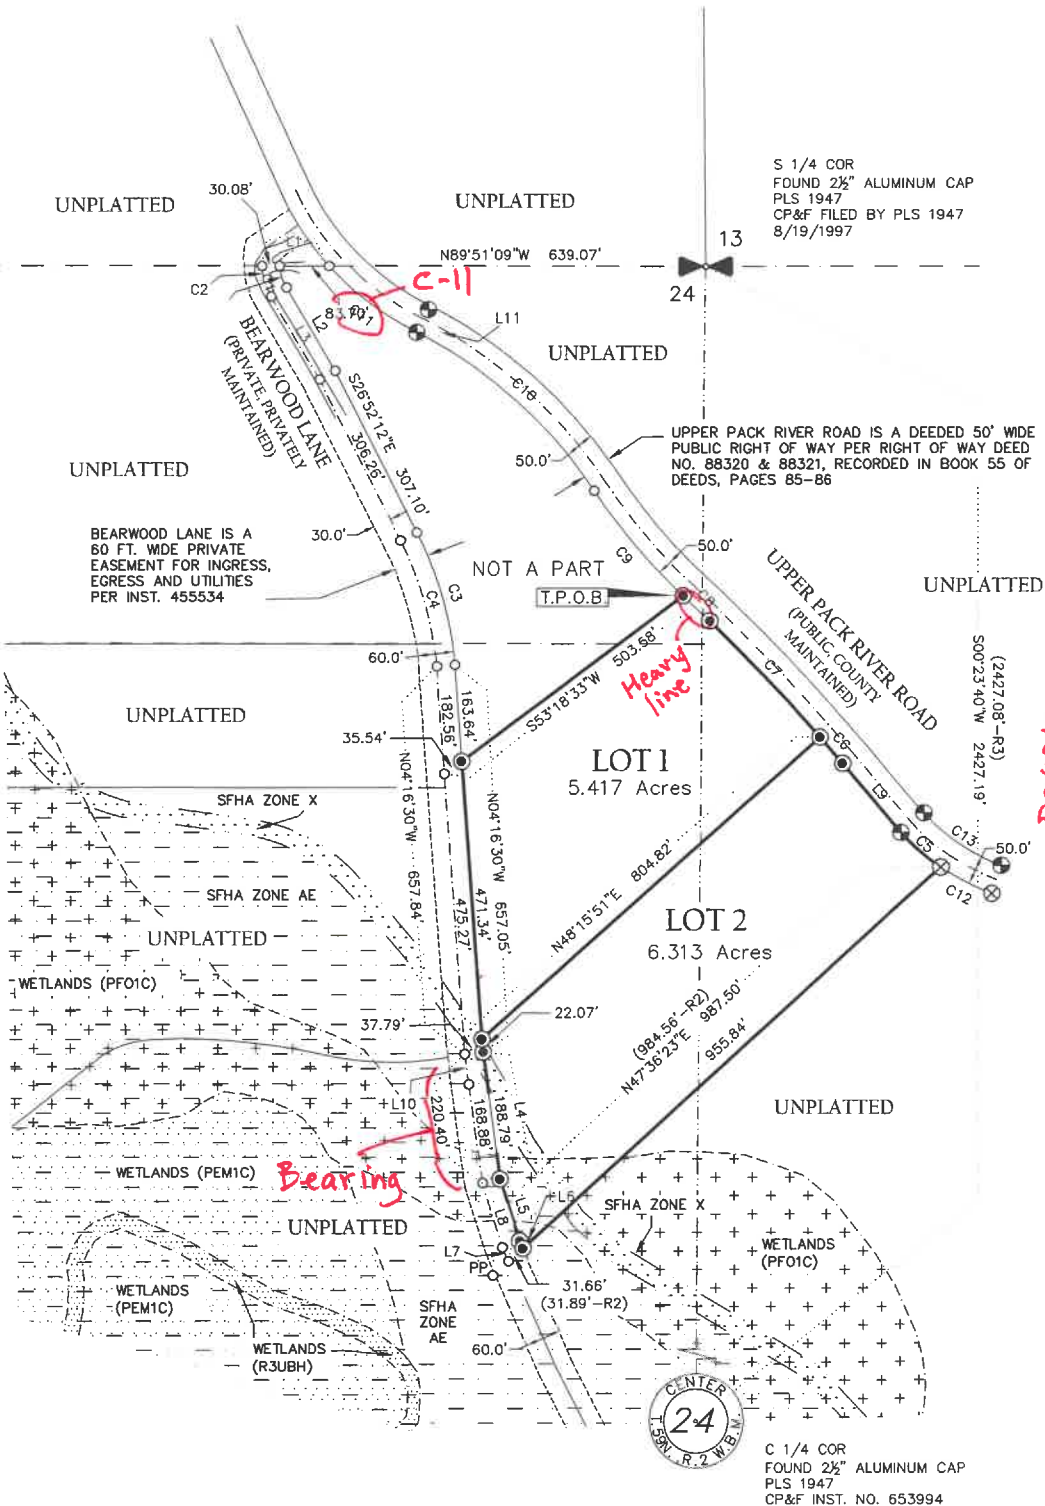 S 1/4 COR
FOUND 2½" ALUMINUM CAP
PLS 1947
CP&F FILED BY PLS 1947
8/19/1997
UNPLATTED
30.08'
UNPLATTED
N89°51'09"W 639.07'
13
24
L1
C2
C-11
83.70'
C11
L11
L2
L3
BEARWOOD LANE
(PRIVATE, PRIVATELY
MAINTAINED)
UNPLATTED
C10
S26°52'12"E
307.10'
306.26'
50.0'
UPPER PACK RIVER ROAD IS A DEEDED 50' WIDE
PUBLIC RIGHT OF WAY PER RIGHT OF WAY DEED
NO. 88320 & 88321, RECORDED IN BOOK 55 OF
DEEDS, PAGES 85-86
UNPLATTED
BEARWOOD LANE IS A
60 FT. WIDE PRIVATE
EASEMENT FOR INGRESS,
EGRESS AND UTILITIES
PER INST. 455534
30.0'
C9
50.0'
NOT A PART
T.P.O.B.
C8
C3
C4
UPPER PACK RIVER ROAD
(PUBLIC, COUNTY
MAINTAINED)
UNPLATTED
60.0'
S53°18'33"W 503.68'
Heavy
line
C7
(2427.08'-R3)
S00°23'40"W 2427.19'
UNPLATTED
163.64'
182.56'
35.54'
LOT 1
5.417 Acres
C6
L9
C13
50.0'
C5
C12
SFHA ZONE X
N04°16'30"W 657.84'
N04°16'30"W 657.05'
471.34'
475.27'
SFHA ZONE AE
UNPLATTED
N48°15'51"E 804.82'
LOT 2
6.313 Acres
WETLANDS (PFO1C)
(984.56'-R2)
N47°36'23"E 987.50'
955.84'
37.79'
22.07'
L10
220.40'
168.88'
188.79'
L4
UNPLATTED
WETLANDS (PEM1C)
Bearing
UNPLATTED
L5
L6
L8
L7
PP
SFHA ZONE X
WETLANDS
(PFO1C)
WETLANDS
(PEM1C)
31.66'
(31.89'-R2)
SFHA
ZONE
AE
60.0'
WETLANDS
(R3UBH)
CENTER
24
T.59N., R.2 W.B.M.
C 1/4 COR
FOUND 2½" ALUMINUM CAP
PLS 1947
CP&F INST. NO. 653994